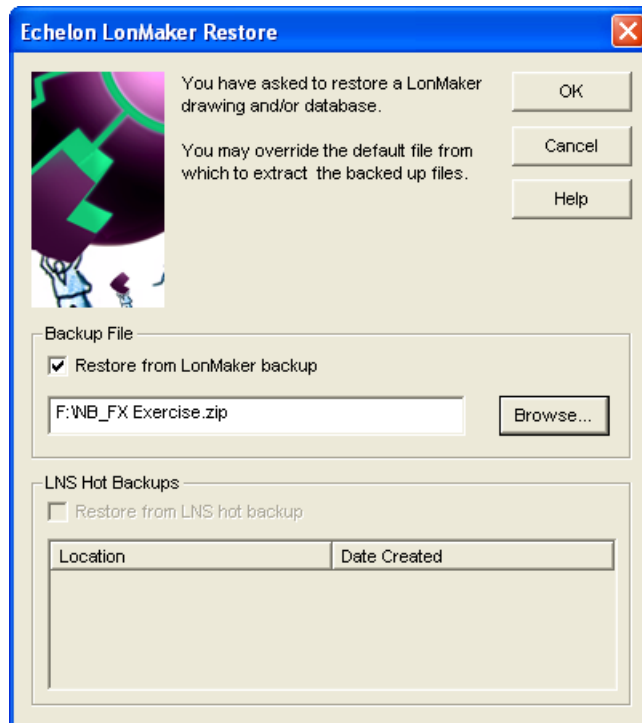 Echelon LonMaker Restore
You have asked to restore a LonMaker
drawing and/or database.
You may override the default file from
which to extract the backed up files.
OK
Cancel
Help
Backup File
Restore from LonMaker backup
F:\NB_FX Exercise.zip
Browse...
LNS Hot Backups
Restore from LNS hot backup
Location
Date Created